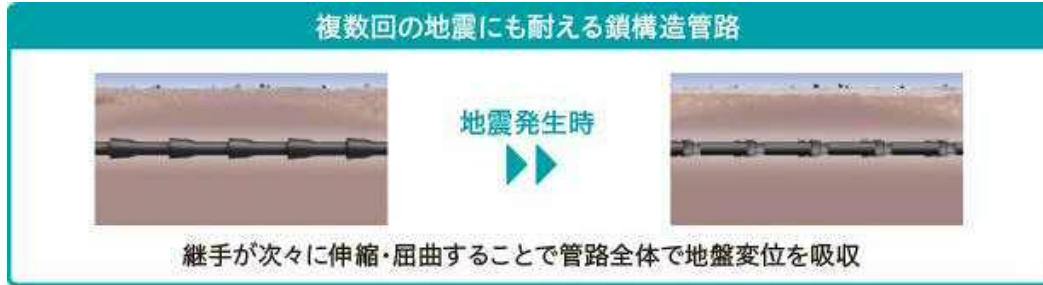 複数回の地震にも耐える鎖構造管路
地震発生時
継手が次々に伸縮・屈曲することで管路全体で地盤変位を吸収